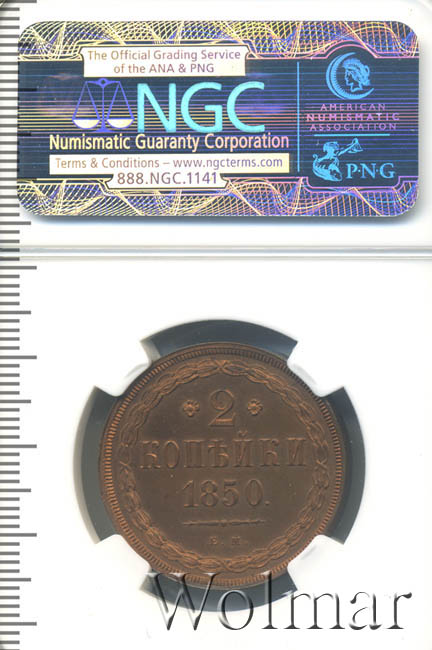 The Official Grading Service
of the ANA & PNG
NGC
Numismatic Guaranty Corporation
Terms & Conditions – www.ngcterms.com
888.NGC.1141
AMERICAN
NUMISMATIC
ASSOCIATION
P·N·G
2
КОПѢЙКИ
1850.
Е. М.
Wolmar